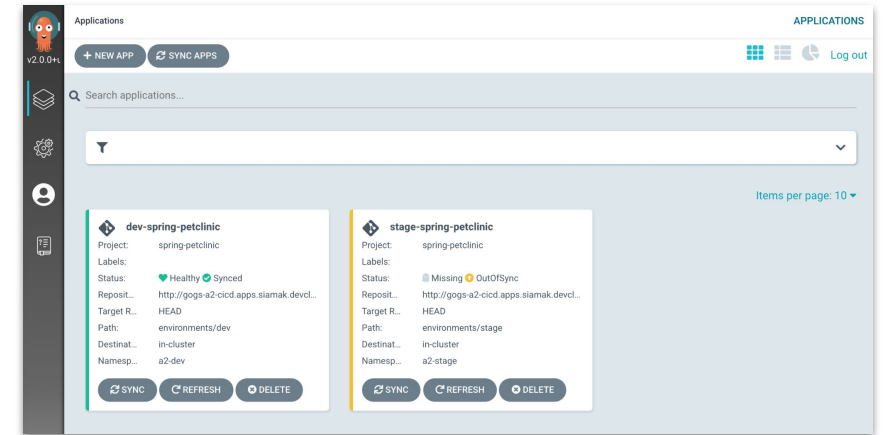 Applications
APPLICATIONS
v2.0.0+
+ NEW APP
SYNC APPS
Log out
Search applications...
Items per page: 10
dev-spring-petclinic
Project: spring-petclinic
Labels:
Status: Healthy Synced
Reposit... http://gogs-a2-cicd.apps.siamak.devcl...
Target R... HEAD
Path: environments/dev
Destinat... in-cluster
Namesp... a2-dev
SYNC REFRESH DELETE
stage-spring-petclinic
Project: spring-petclinic
Labels:
Status: Missing OutOfSync
Reposit... http://gogs-a2-cicd.apps.siamak.devcl...
Target R... HEAD
Path: environments/stage
Destinat... in-cluster
Namesp... a2-stage
SYNC REFRESH DELETE